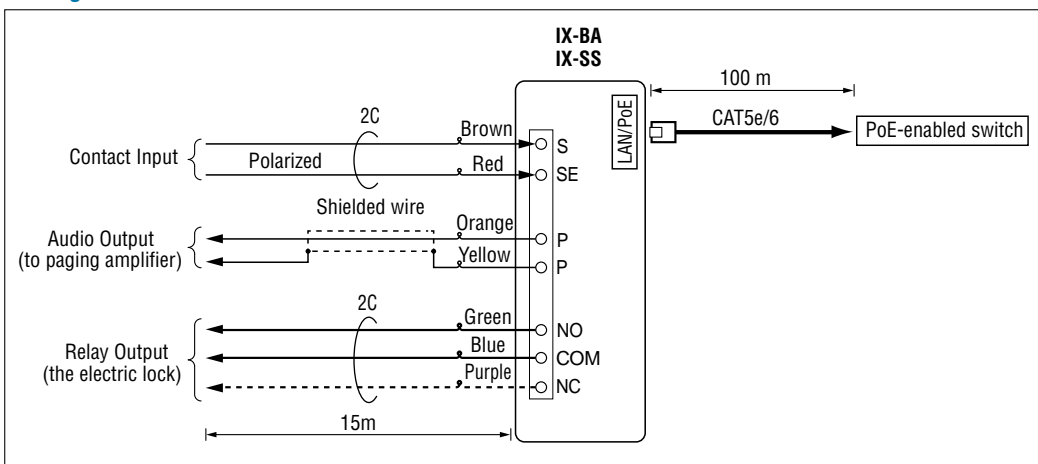 IX-BA
IX-SS
100 m
CAT5e/6
LAN/PoE
PoE-enabled switch
2C
Brown
S
Contact Input
Polarized
Red
SE
Shielded wire
Orange
P
Audio Output
(to paging amplifier)
Yellow
P
2C
Green
NO
Blue
COM
Relay Output
(the electric lock)
Purple
NC
15m